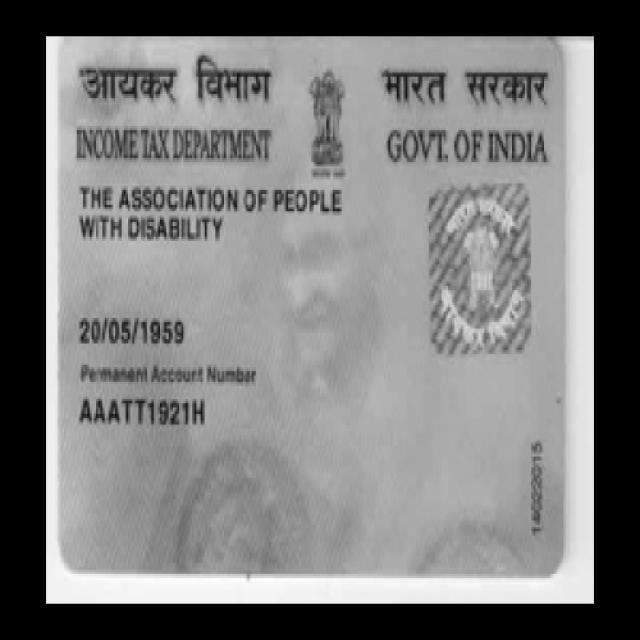 आयकर विभाग
भारत सरकार
INCOME TAX DEPARTMENT
GOVT. OF INDIA
THE ASSOCIATION OF PEOPLE
WITH DISABILITY
20/05/1959
Permanent Account Number
AAATT1921H
14022015